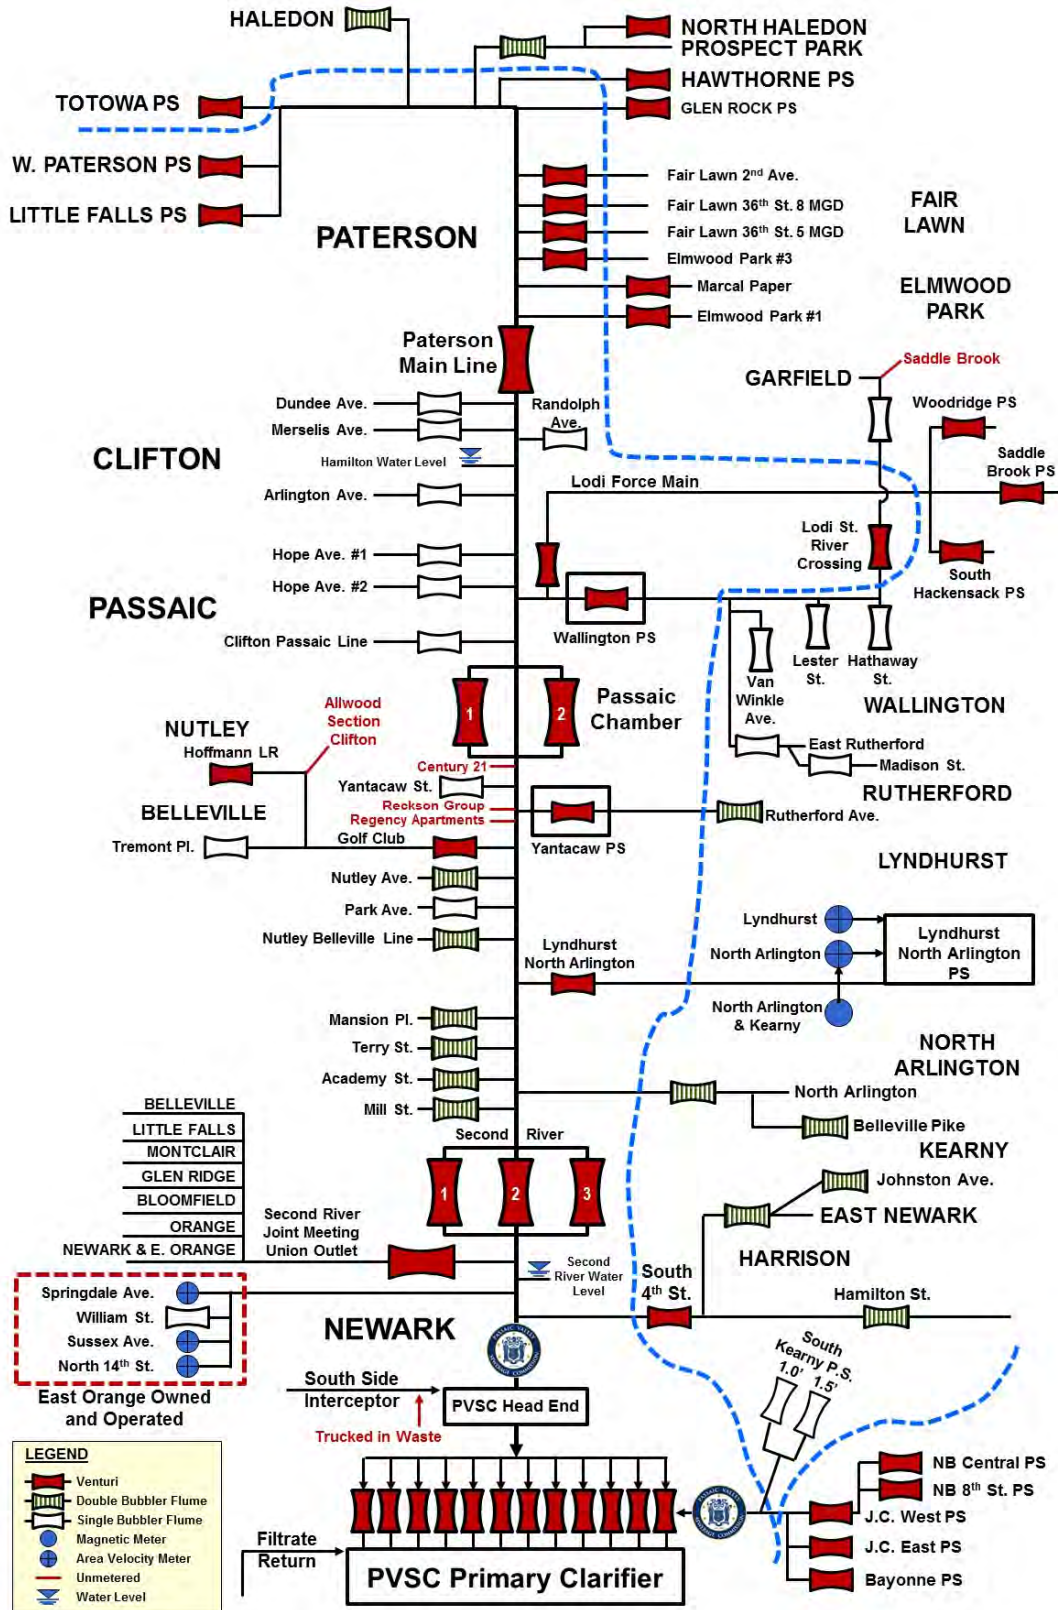 HALEDON
NORTH HALEDON
PROSPECT PARK
HAWTHORNE PS
GLEN ROCK PS
TOTOWA PS
W. PATERSON PS
LITTLE FALLS PS
PATERSON
Fair Lawn 2nd Ave.
Fair Lawn 36th St. 8 MGD
Fair Lawn 36th St. 5 MGD
Elmwood Park #3
Marcal Paper
Elmwood Park #1
FAIR
LAWN
ELMWOOD
PARK
Paterson
Main Line
Saddle Brook
GARFIELD
Dundee Ave.
Merselis Ave.
Randolph
Ave.
Woodridge PS
CLIFTON
Hamilton Water Level
Saddle
Brook PS
Arlington Ave.
Lodi Force Main
Lodi St.
River
Crossing
Hope Ave. #1
Hope Ave. #2
South
Hackensack PS
PASSAIC
Wallington PS
Clifton Passaic Line
Van
Winkle
Ave.
Lester
St.
Hathaway
St.
WALLINGTON
1
2
Passaic
Chamber
Allwood
Section
Clifton
NUTLEY
Hoffmann LR
East Rutherford
Madison St.
Century 21
Yantacaw St.
RUTHERFORD
Reckson Group
Regency Apartments
Rutherford Ave.
BELLEVILLE
Tremont Pl.
Golf Club
Yantacaw PS
LYNDHURST
Nutley Ave.
Park Ave.
Nutley Belleville Line
Lyndhurst
North Arlington
Lyndhurst
North Arlington
Lyndhurst
North Arlington
PS
North Arlington
& Kearny
Mansion Pl.
Terry St.
Academy St.
Mill St.
NORTH
ARLINGTON
North Arlington
Belleville Pike
KEARNY
BELLEVILLE
LITTLE FALLS
MONTCLAIR
GLEN RIDGE
BLOOMFIELD
ORANGE
NEWARK & E. ORANGE
Second River
1
2
3
Johnston Ave.
EAST NEWARK
Second River
Joint Meeting
Union Outlet
HARRISON
Second
River Water
Level
South
4th St.
Hamilton St.
Springdale Ave.
William St.
Sussex Ave.
North 14th St.
East Orange Owned
and Operated
NEWARK
South
Kearny P.S.
1.0'
1.5'
South Side
Interceptor
PVSC Head End
Trucked in Waste
NB Central PS
NB 8th St. PS
J.C. West PS
J.C. East PS
Bayonne PS
Filtrate
Return
PVSC Primary Clarifier
LEGEND
Venturi
Double Bubbler Flume
Single Bubbler Flume
Magnetic Meter
Area Velocity Meter
Unmetered
Water Level